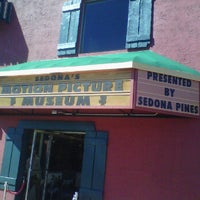 SEDONA'S
MOTION PICTURE
MUSEUM
PRESENTED
BY
SEDONA PINES